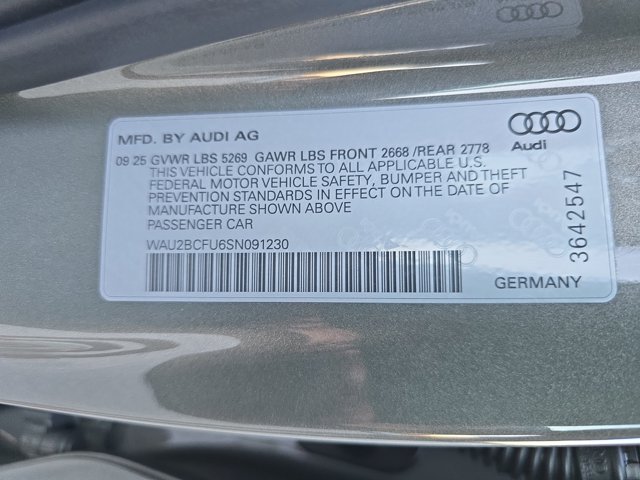 MFD. BY AUDI AG
09 25 GVWR LBS 5269 GAWR LBS FRONT 2668 /REAR 2778
THIS VEHICLE CONFORMS TO ALL APPLICABLE U.S.
FEDERAL MOTOR VEHICLE SAFETY, BUMPER AND THEFT
PREVENTION STANDARDS IN EFFECT ON THE DATE OF
MANUFACTURE SHOWN ABOVE
PASSENGER CAR
WAU2BCFU6SN091230
Audi
3642547
GERMANY